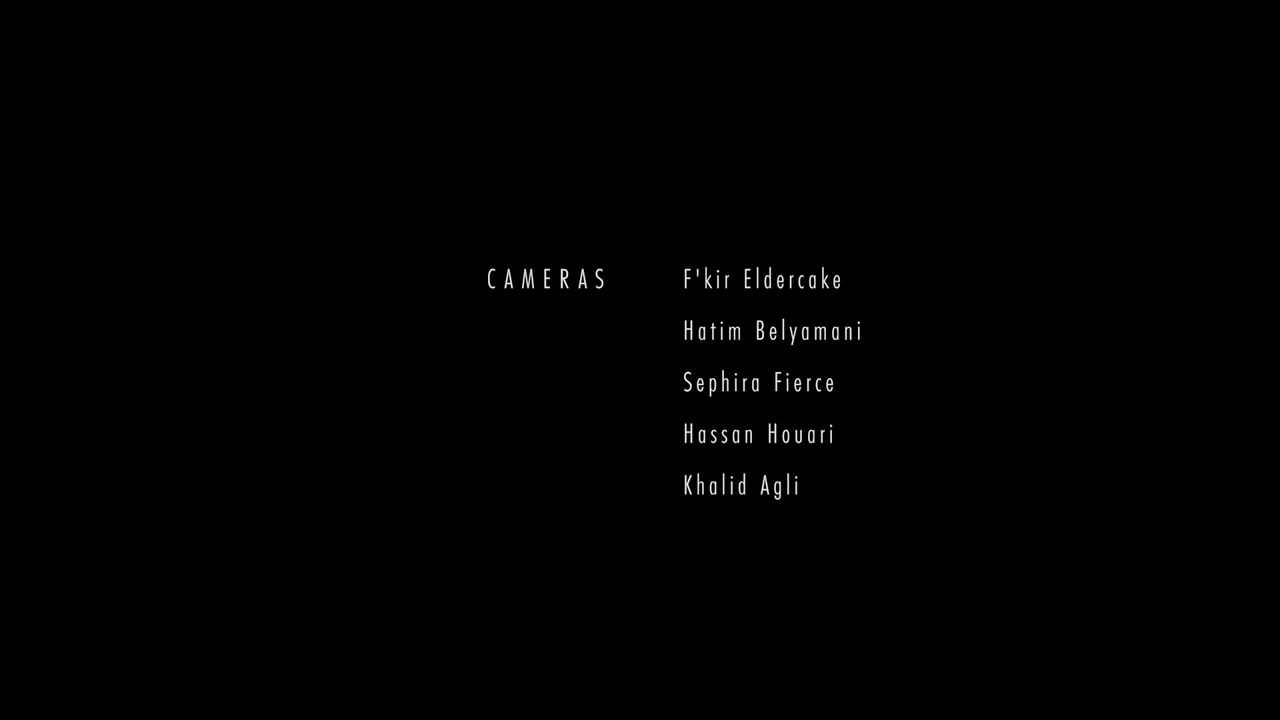 CAMERAS F'kir Eldercake
Hatim Belyamani
Sephira Fierce
Hassan Houari
Khalid Agli